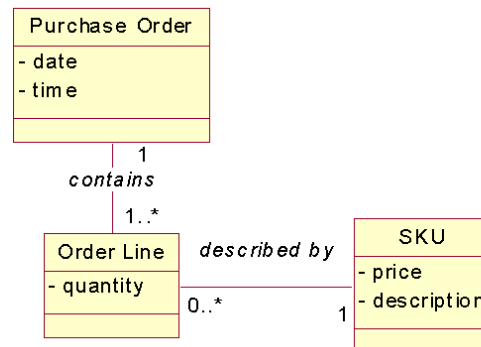 Purchase Order
- date
- time
1
contains
1..*
Order Line
- quantity
described by
0..*
1
SKU
- price
- description